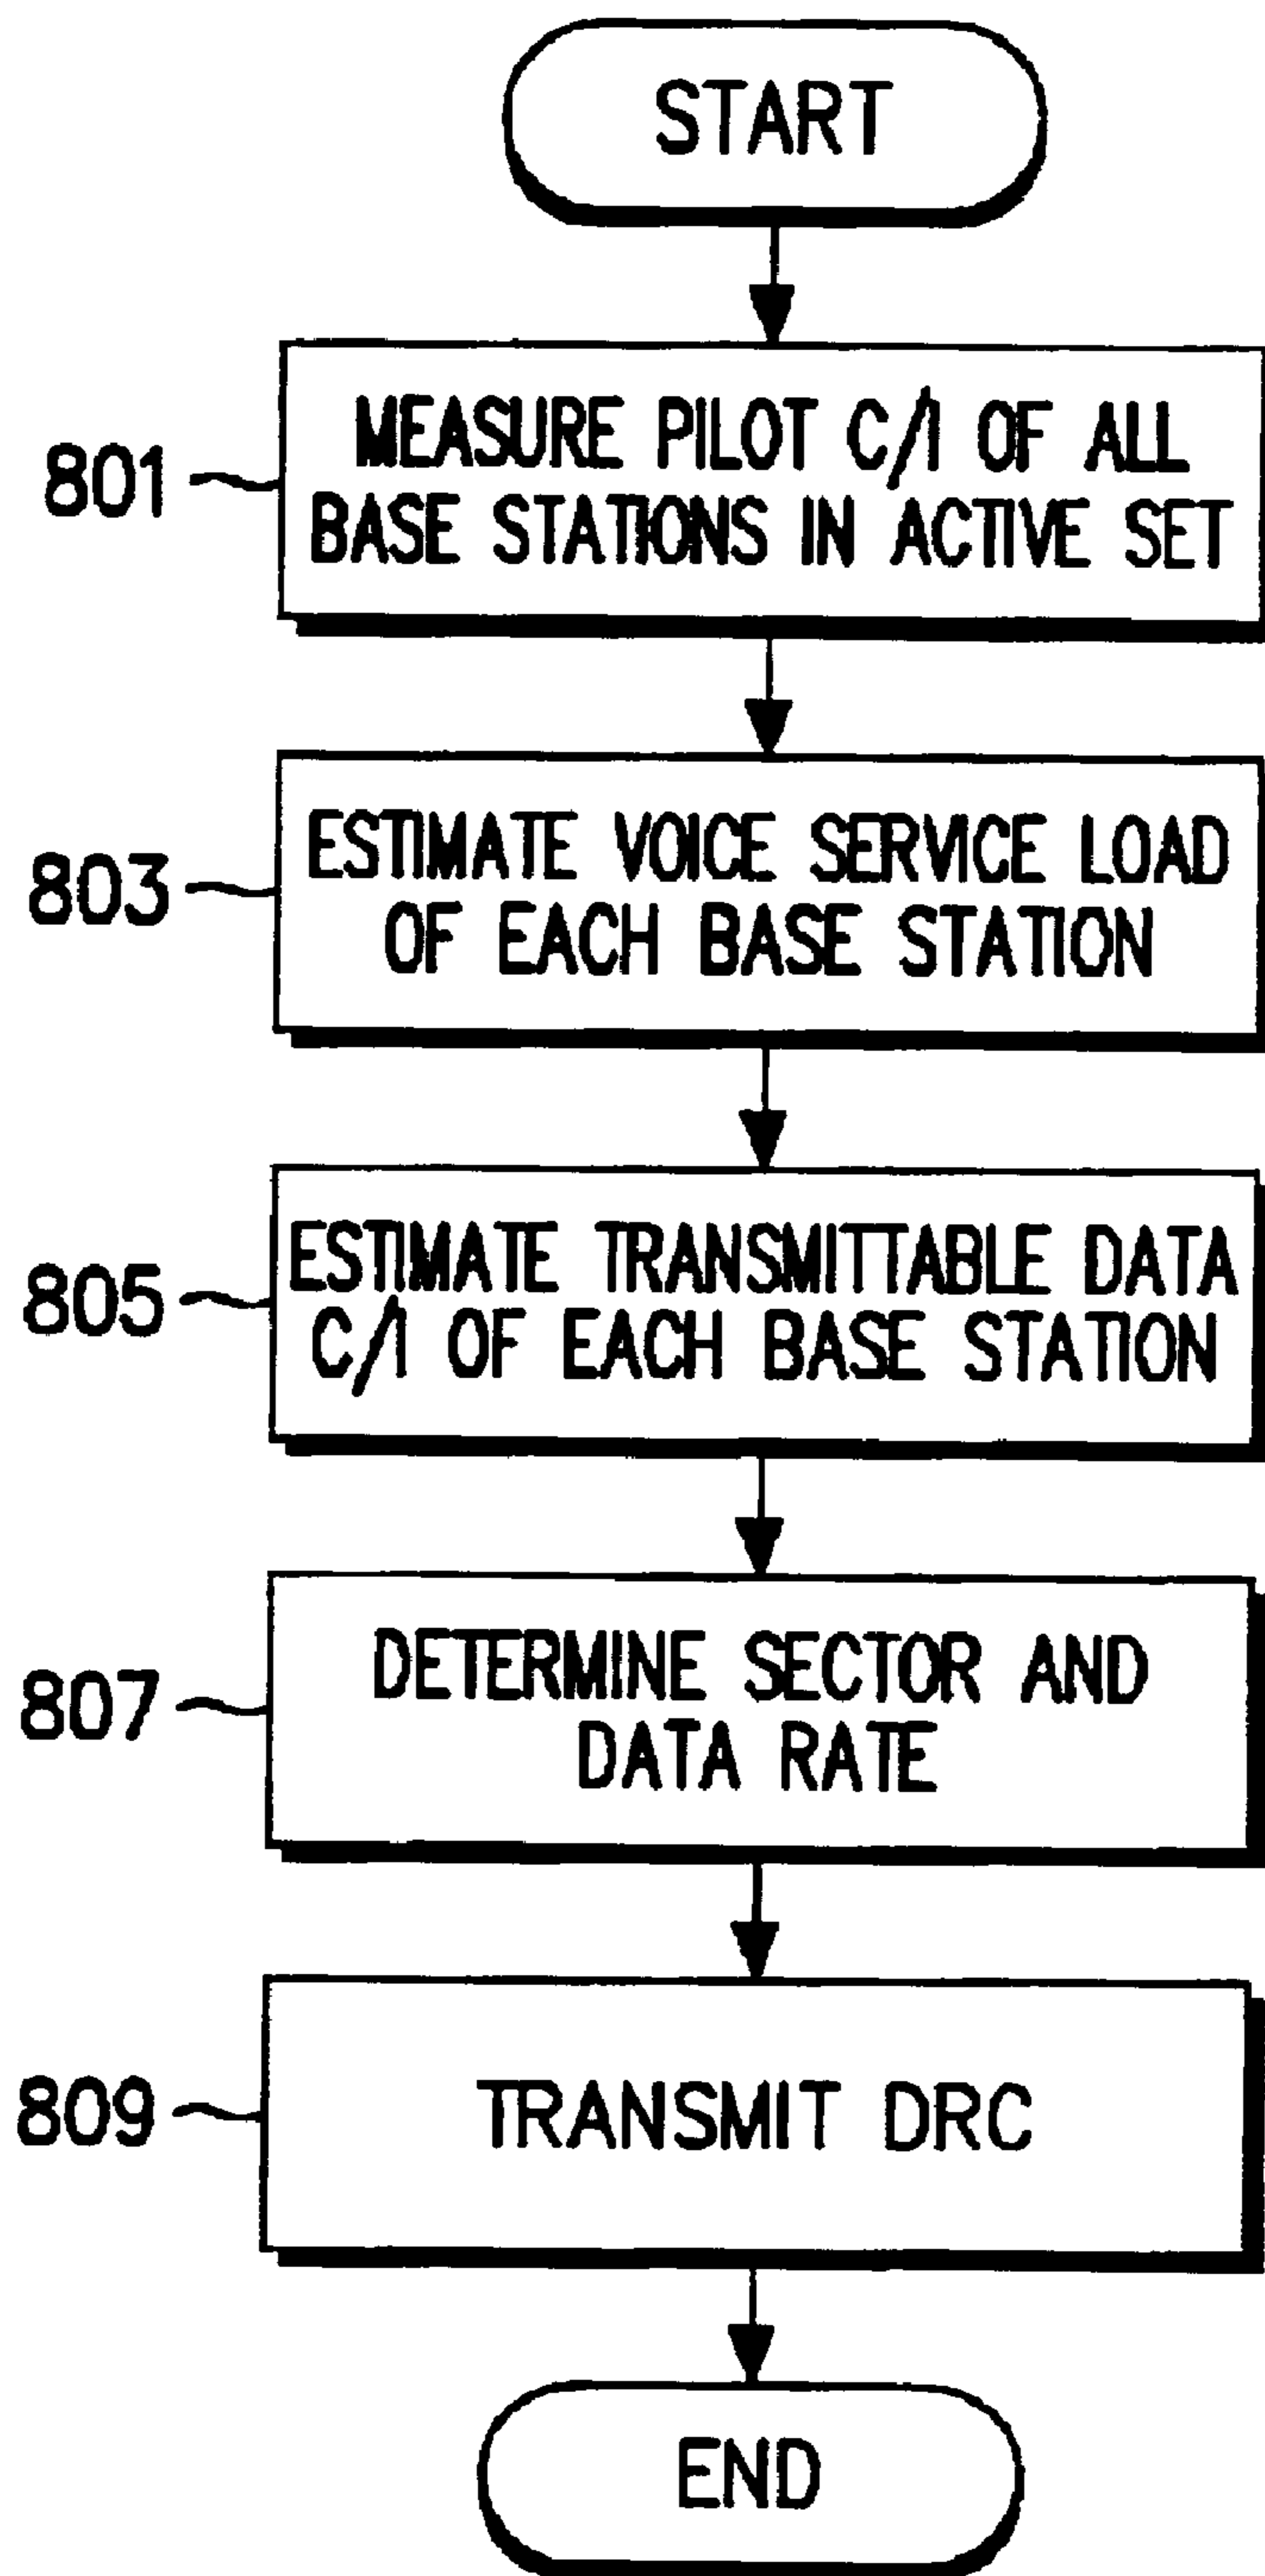 START
801
MEASURE PILOT C/I OF ALL
BASE STATIONS IN ACTIVE SET
803
ESTIMATE VOICE SERVICE LOAD
OF EACH BASE STATION
805
ESTIMATE TRANSMITTABLE DATA
C/I OF EACH BASE STATION
807
DETERMINE SECTOR AND
DATA RATE
809
TRANSMIT DRC
END